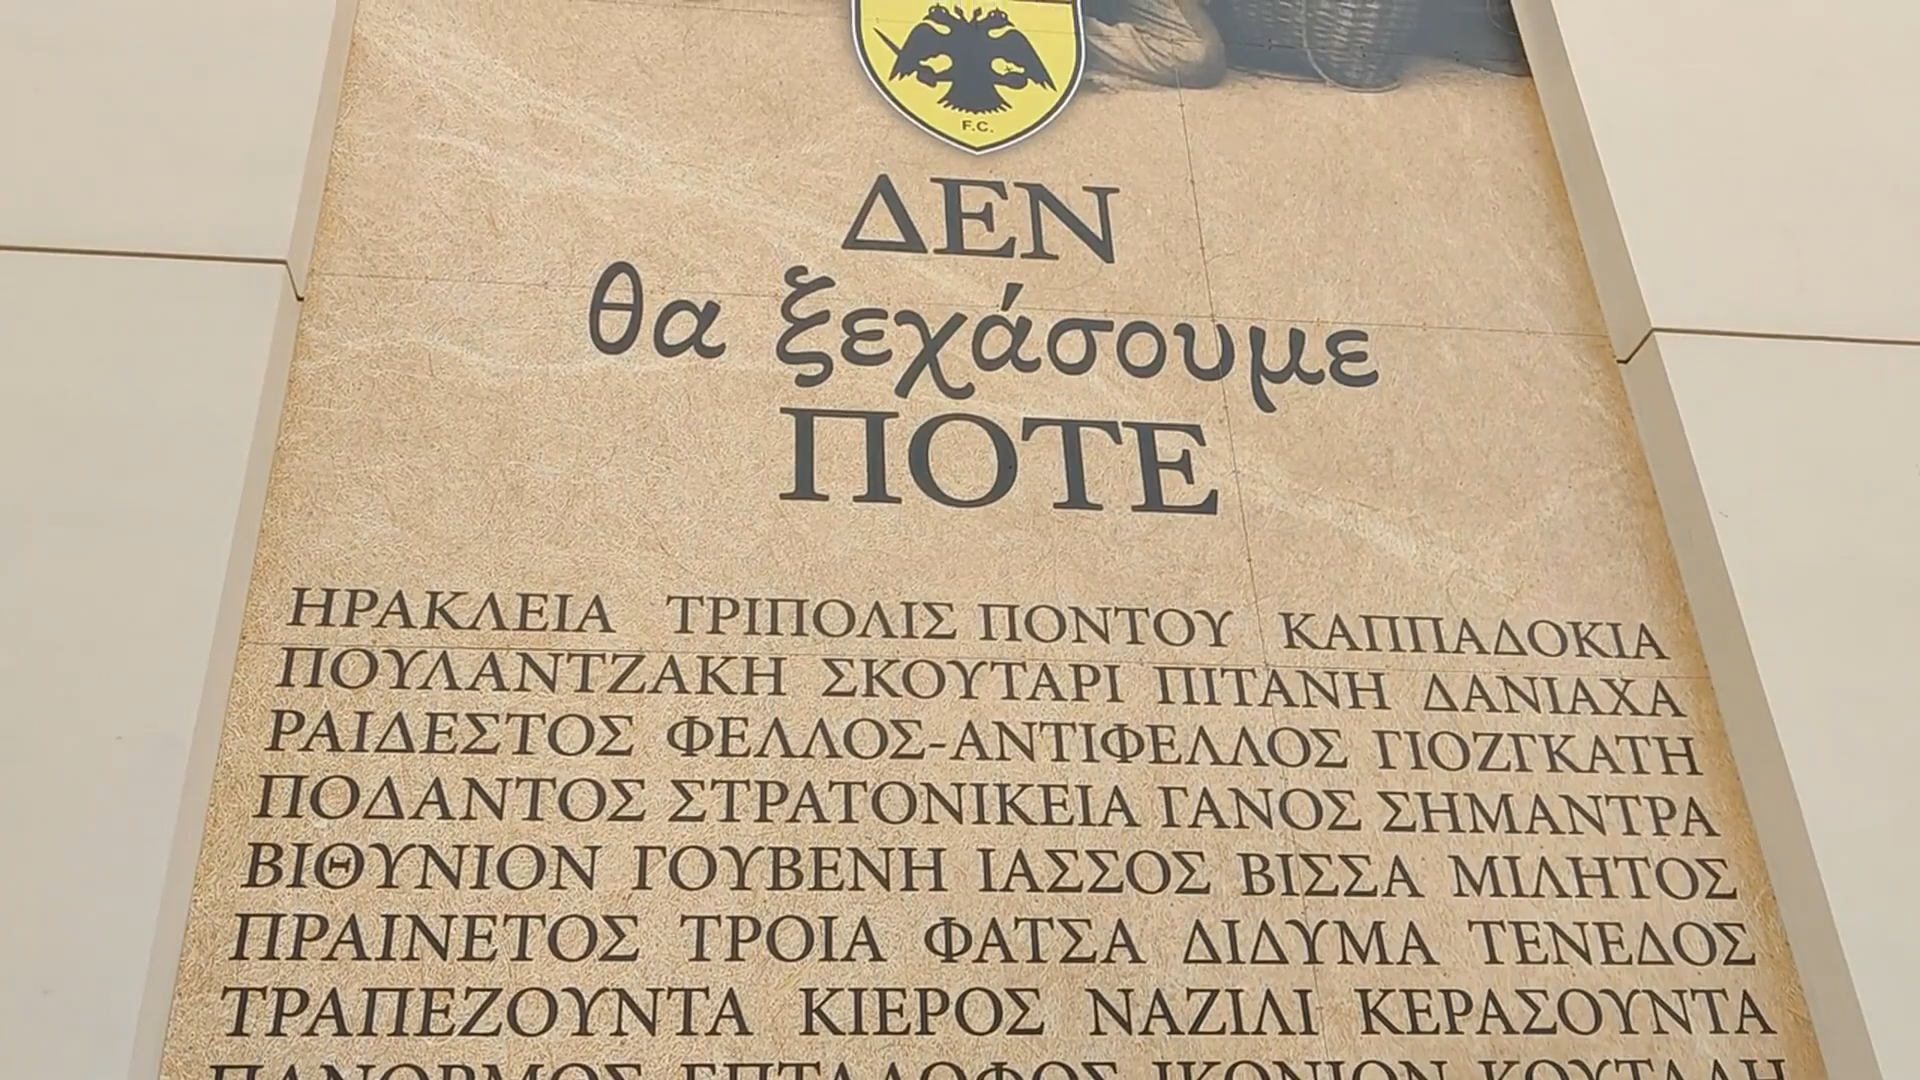 F.C.
ΔΕΝ
θα ξεχάσουμε
ΠΟΤΕ
ΗΡΑΚΛΕΙΑ ΤΡΙΠΟΛΙΣ ΠΟΝΤΟΥ ΚΑΠΠΑΔΟΚΙΑ
ΠΟΥΛΑΝΤΖΑΚΗ ΣΚΟΥΤΑΡΙ ΠΙΤΑΝΗ ΔΑΝΙΑΧΑ
ΡΑΙΔΕΣΤΟΣ ΦΕΛΛΟΣ-ΑΝΤΙΦΕΛΛΟΣ ΓΙΟΖΓΚΑΤΗ
ΠΟΔΑΝΤΟΣ ΣΤΡΑΤΟΝΙΚΕΙΑ ΓΑΝΟΣ ΣΗΜΑΝΤΡΑ
ΒΙΘΥΝΙΟΝ ΓΟΥΒΕΝΗ ΙΑΣΣΟΣ ΒΙΣΣΑ ΜΙΛΗΤΟΣ
ΠΡΑΙΝΕΤΟΣ ΤΡΟΙΑ ΦΑΤΣΑ ΔΙΔΥΜΑ ΤΕΝΕΔΟΣ
ΤΡΑΠΕΖΟΥΝΤΑ ΚΙΕΡΟΣ ΝΑΖΙΛΙ ΚΕΡΑΣΟΥΝΤΑ
ΠΑΝΟΡΜΟΣ ΕΠΤΑΛΟΦΟΣ ΙΚΟΝΙΟΝ ΚΟΥΤΑΛΗ